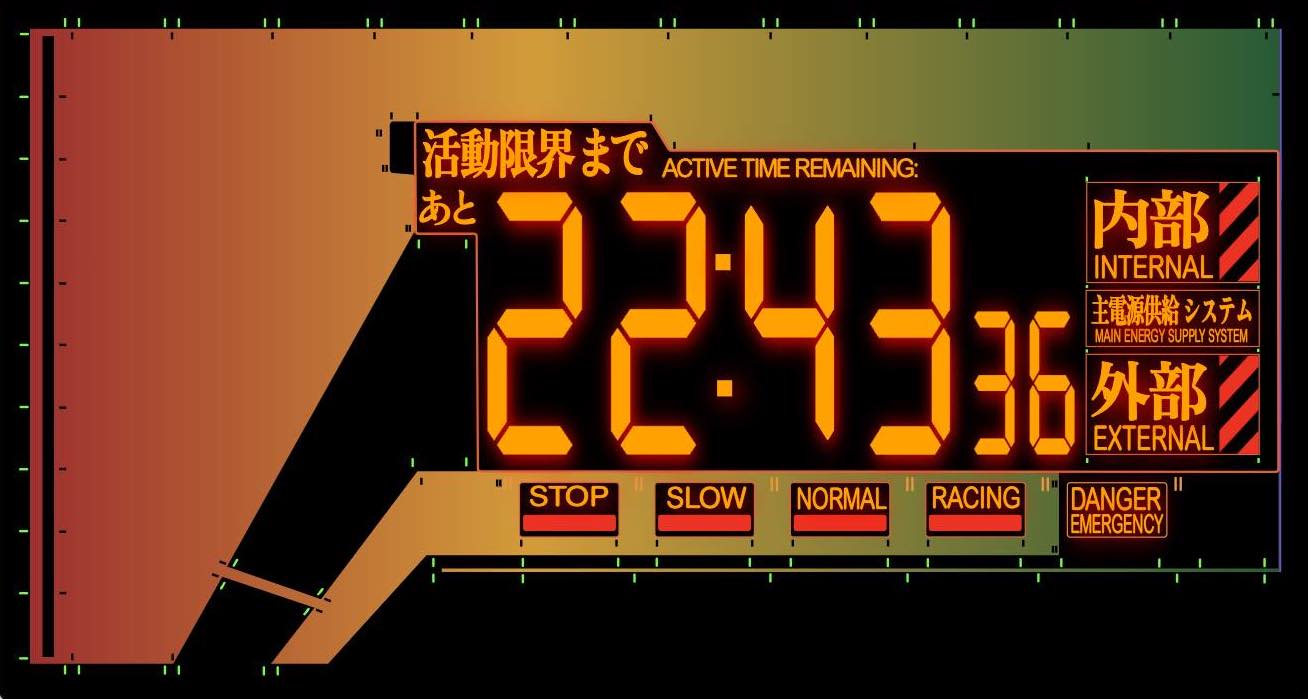 活動限界まで
ACTIVE TIME REMAINING:
あと
22:43 36
内部
INTERNAL
主電源供給システム
MAIN ENERGY SUPPLY SYSTEM
外部
EXTERNAL
STOP
SLOW
NORMAL
RACING
DANGER
EMERGENCY